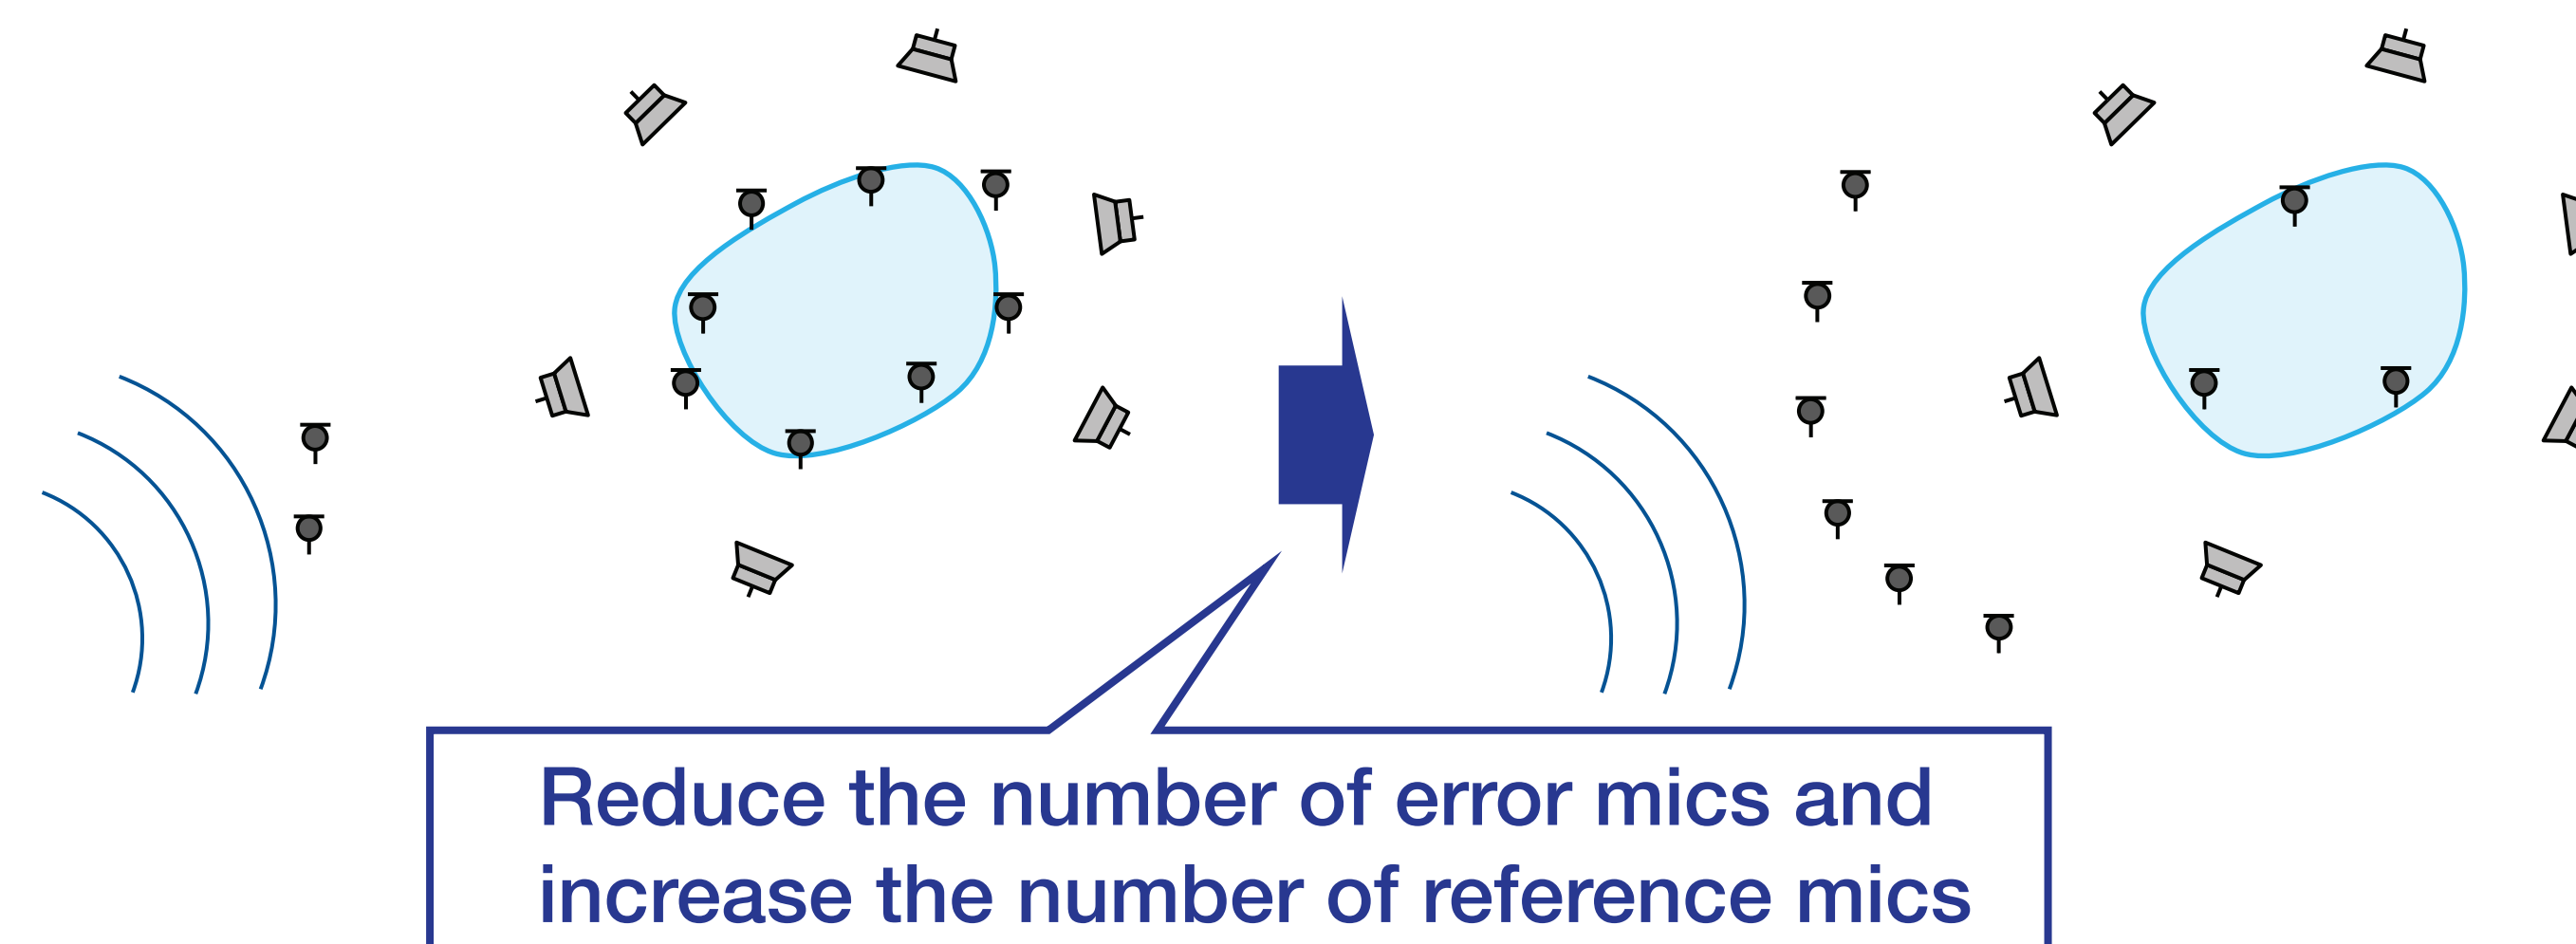 Reduce the number of error mics and
increase the number of reference mics